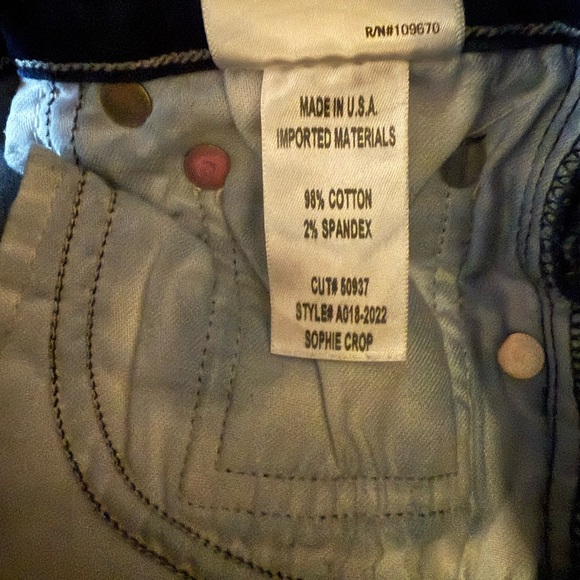 R/N#109670
MADE IN U.S.A.
IMPORTED MATERIALS
98% COTTON
2% SPANDEX
CUT# 50937
STYLE# A018-2022
SOPHIE CROP